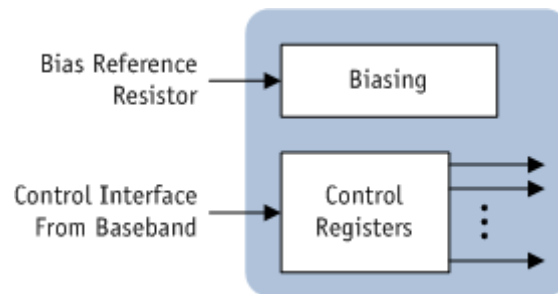 Bias Reference
Resistor
Biasing
Control Interface
From Baseband
Control
Registers